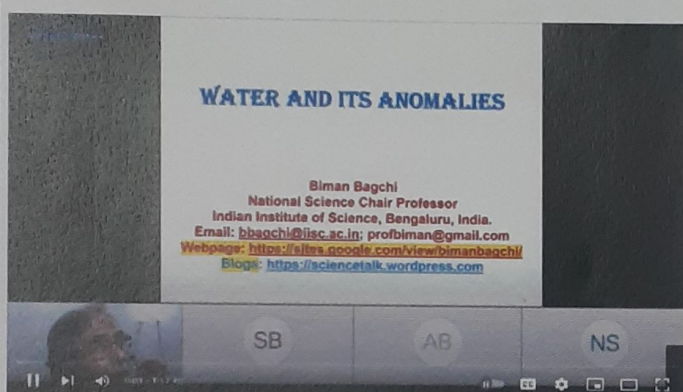 WATER AND ITS ANOMALIES
Biman Bagchi
National Science Chair Professor
Indian Institute of Science, Bengaluru, India.
Email: bbagchi@iisc.ac.in; profbiman@gmail.com
Webpage: https://sites.google.com/view/bimanbagchi/
Blogs: https://sciencetalk.wordpress.com
SB
AB
NS
CC